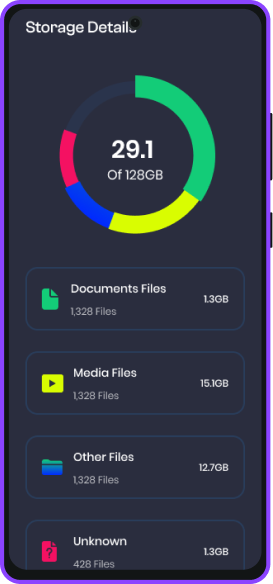 Storage Details
29.1
Of 128GB
Documents Files
1,328 Files
1.3GB
Media Files
1,328 Files
15.1GB
Other Files
1,328 Files
12.7GB
Unknown
428 Files
1.3GB